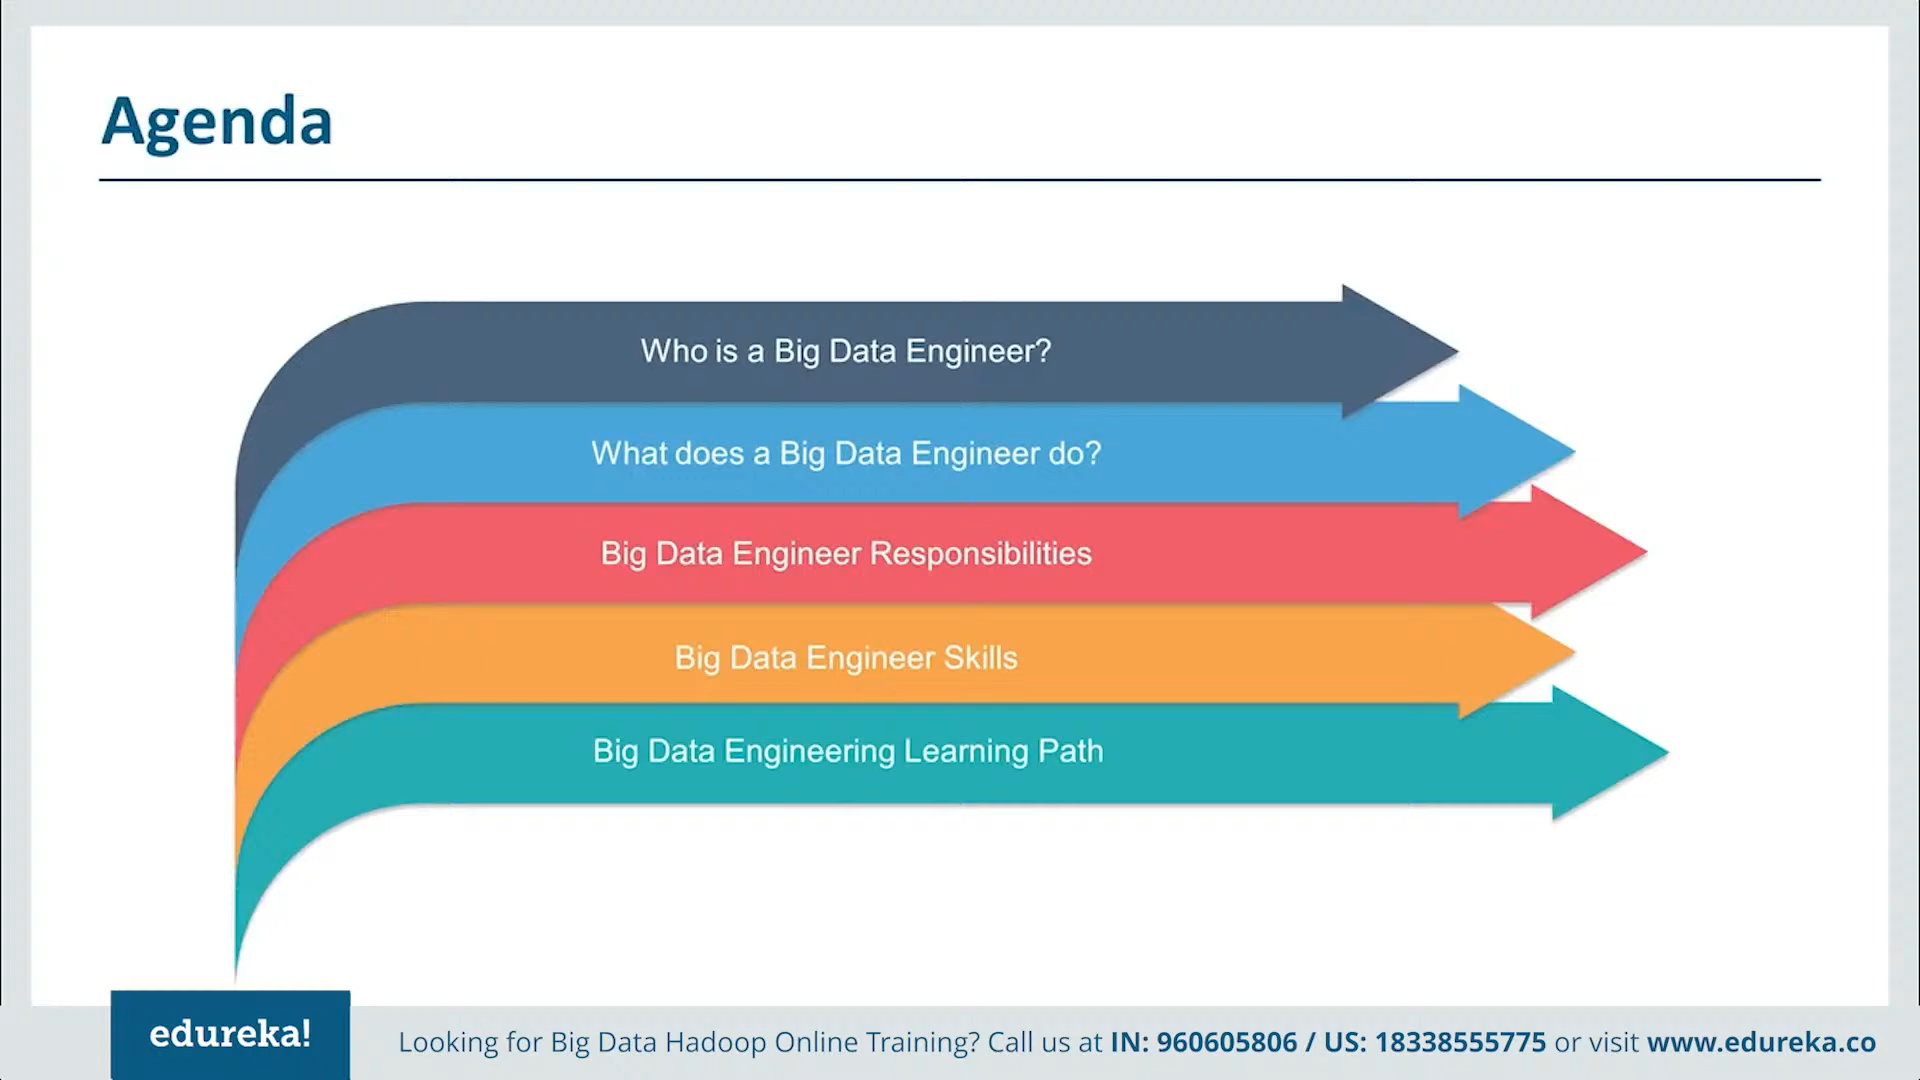 Agenda
Who is a Big Data Engineer?
What does a Big Data Engineer do?
Big Data Engineer Responsibilities
Big Data Engineer Skills
Big Data Engineering Learning Path
edureka!
Looking for Big Data Hadoop Online Training? Call us at IN: 960605806 / US: 18338555775 or visit www.edureka.co